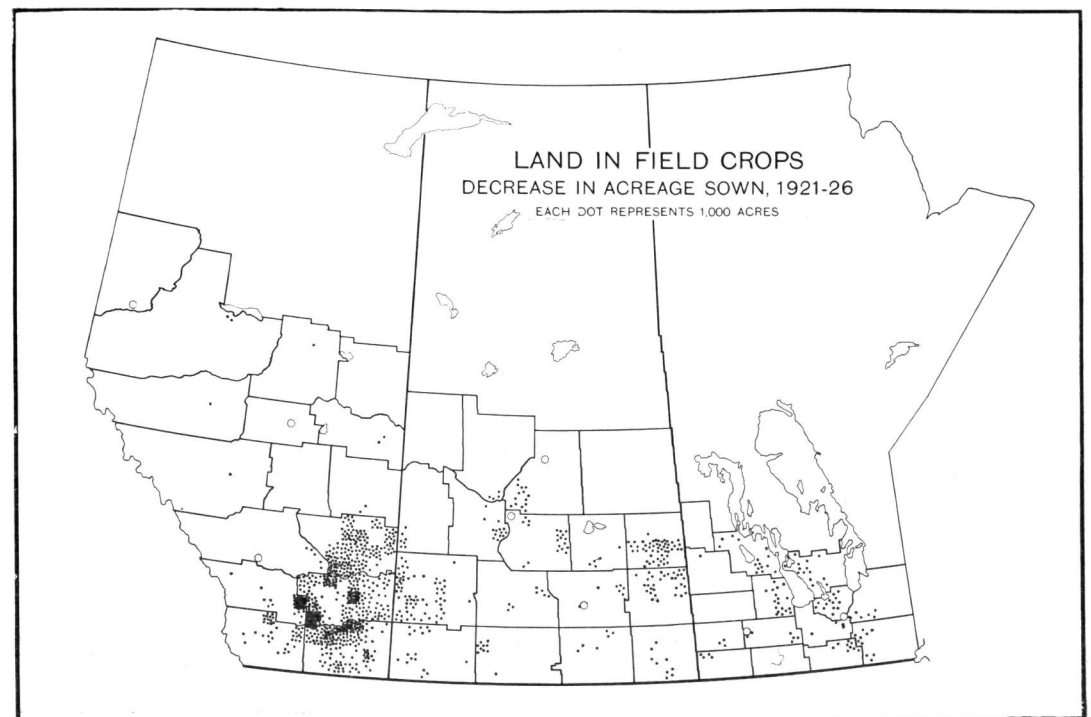 LAND IN FIELD CROPS
DECREASE IN ACREAGE SOWN, 1921-26
EACH DOT REPRESENTS 1,000 ACRES